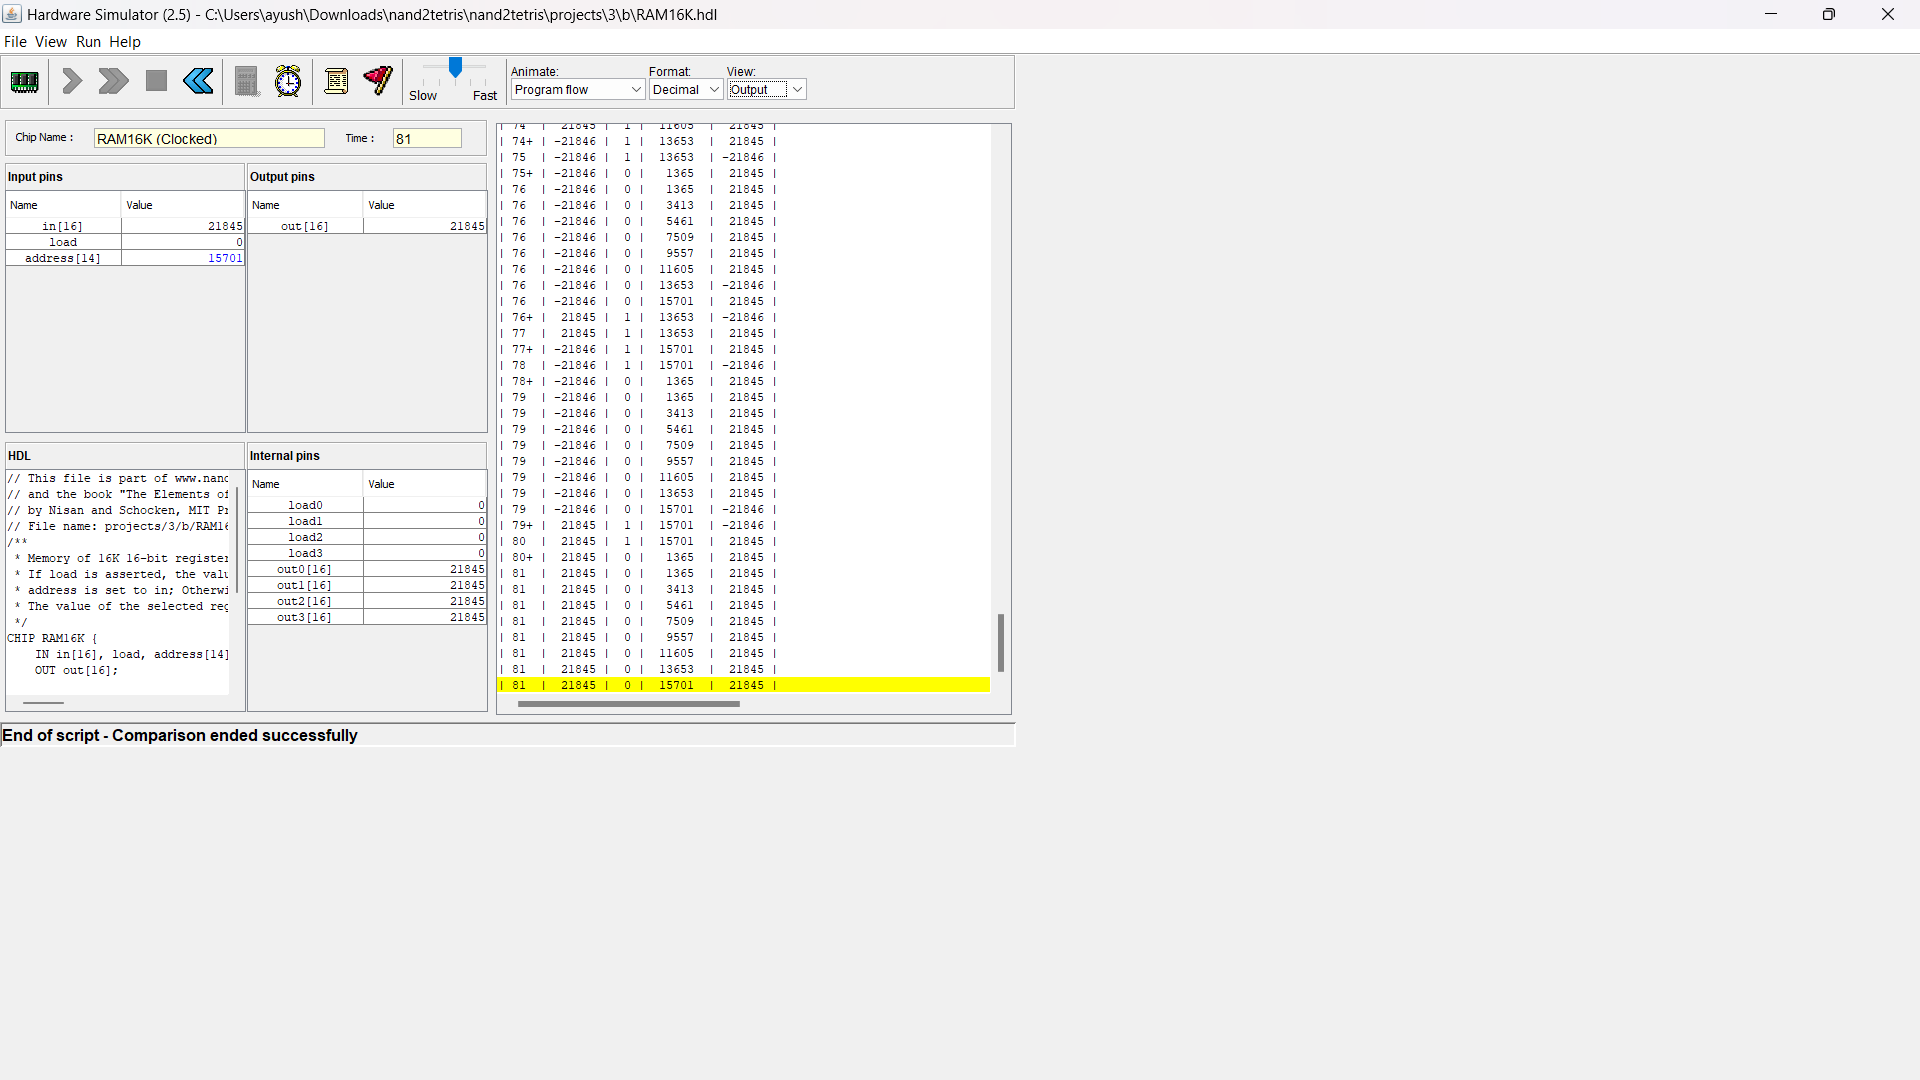 Hardware Simulator (2.5) - C:\Users\ayush\Downloads\nand2tetris\nand2tetris\projects\3\b\RAM16K.hdl
File View Run Help
Slow Fast
Animate: Format: View:
Program flow Decimal Output
Chip Name : RAM16K (Clocked) Time : 81
Input pins
Name Value
in[16] 21845
load 0
address[14] 15701
Output pins
Name Value
out[16] 21845
HDL
// This file is part of www.nand
// and the book "The Elements of
// by Nisan and Schocken, MIT Pr
// File name: projects/3/b/RAM16
/**
* Memory of 16K 16-bit register
* If load is asserted, the valu
* address is set to in; Otherwi
* The value of the selected reg
*/
CHIP RAM16K {
IN in[16], load, address[14]
OUT out[16];
Internal pins
Name Value
load0 0
load1 0
load2 0
load3 0
out0[16] 21845
out1[16] 21845
out2[16] 21845
out3[16] 21845
| 74 | 21845 | 1 | 11605 | 21845 |
| 74+ | -21846 | 1 | 13653 | 21845 |
| 75 | -21846 | 1 | 13653 | -21846 |
| 75+ | -21846 | 0 | 1365 | 21845 |
| 76 | -21846 | 0 | 1365 | 21845 |
| 76 | -21846 | 0 | 3413 | 21845 |
| 76 | -21846 | 0 | 5461 | 21845 |
| 76 | -21846 | 0 | 7509 | 21845 |
| 76 | -21846 | 0 | 9557 | 21845 |
| 76 | -21846 | 0 | 11605 | 21845 |
| 76 | -21846 | 0 | 13653 | -21846 |
| 76 | -21846 | 0 | 15701 | 21845 |
| 76+ | 21845 | 1 | 13653 | -21846 |
| 77 | 21845 | 1 | 13653 | 21845 |
| 77+ | -21846 | 1 | 15701 | 21845 |
| 78 | -21846 | 1 | 15701 | -21846 |
| 78+ | -21846 | 0 | 1365 | 21845 |
| 79 | -21846 | 0 | 1365 | 21845 |
| 79 | -21846 | 0 | 3413 | 21845 |
| 79 | -21846 | 0 | 5461 | 21845 |
| 79 | -21846 | 0 | 7509 | 21845 |
| 79 | -21846 | 0 | 9557 | 21845 |
| 79 | -21846 | 0 | 11605 | 21845 |
| 79 | -21846 | 0 | 13653 | 21845 |
| 79 | -21846 | 0 | 15701 | -21846 |
| 79+ | 21845 | 1 | 15701 | -21846 |
| 80 | 21845 | 1 | 15701 | 21845 |
| 80+ | 21845 | 0 | 1365 | 21845 |
| 81 | 21845 | 0 | 1365 | 21845 |
| 81 | 21845 | 0 | 3413 | 21845 |
| 81 | 21845 | 0 | 5461 | 21845 |
| 81 | 21845 | 0 | 7509 | 21845 |
| 81 | 21845 | 0 | 9557 | 21845 |
| 81 | 21845 | 0 | 11605 | 21845 |
| 81 | 21845 | 0 | 13653 | 21845 |
| 81 | 21845 | 0 | 15701 | 21845 |
End of script - Comparison ended successfully